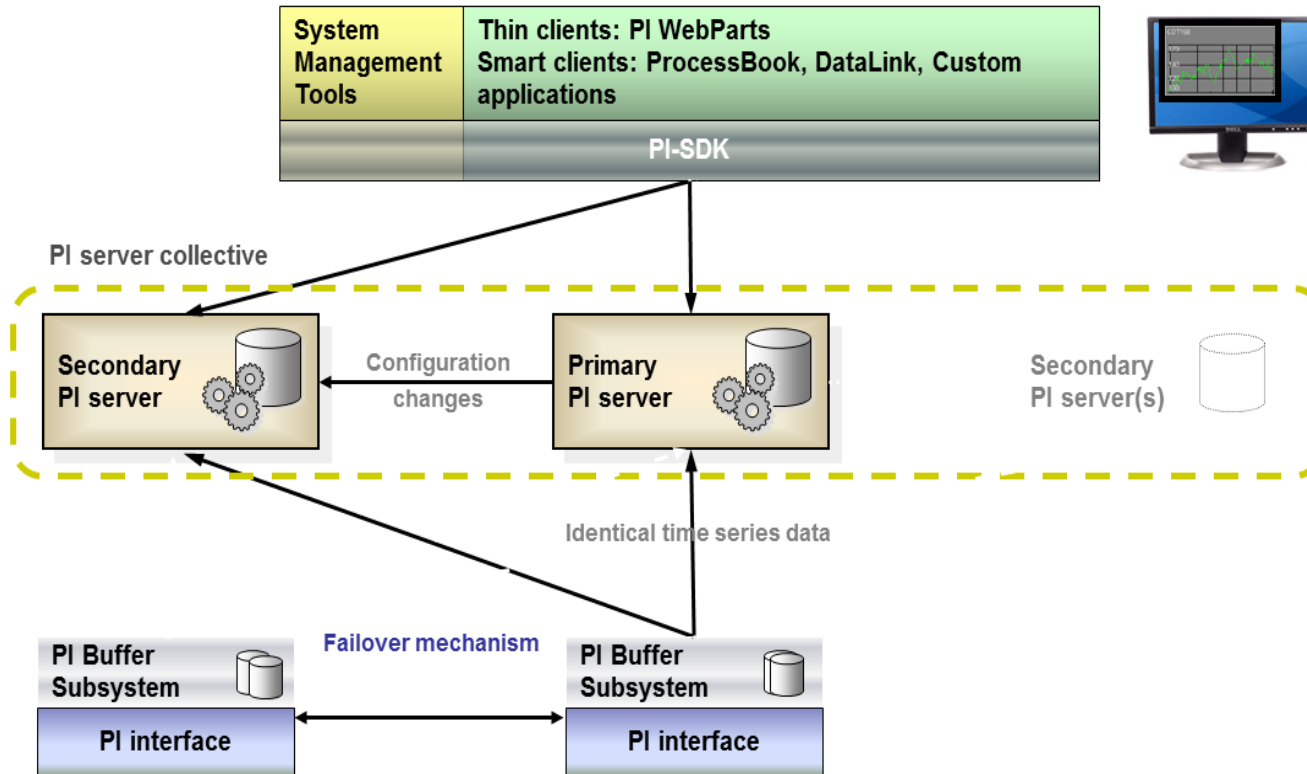 System
Management
Tools
Thin clients: PI WebParts
Smart clients: ProcessBook, DataLink, Custom
applications
PI-SDK
PI server collective
Secondary
PI server
Configuration
changes
Primary
PI server
Secondary
PI server(s)
Identical time series data
PI Buffer
Subsystem
Failover mechanism
PI Buffer
Subsystem
PI interface
PI interface
DELL